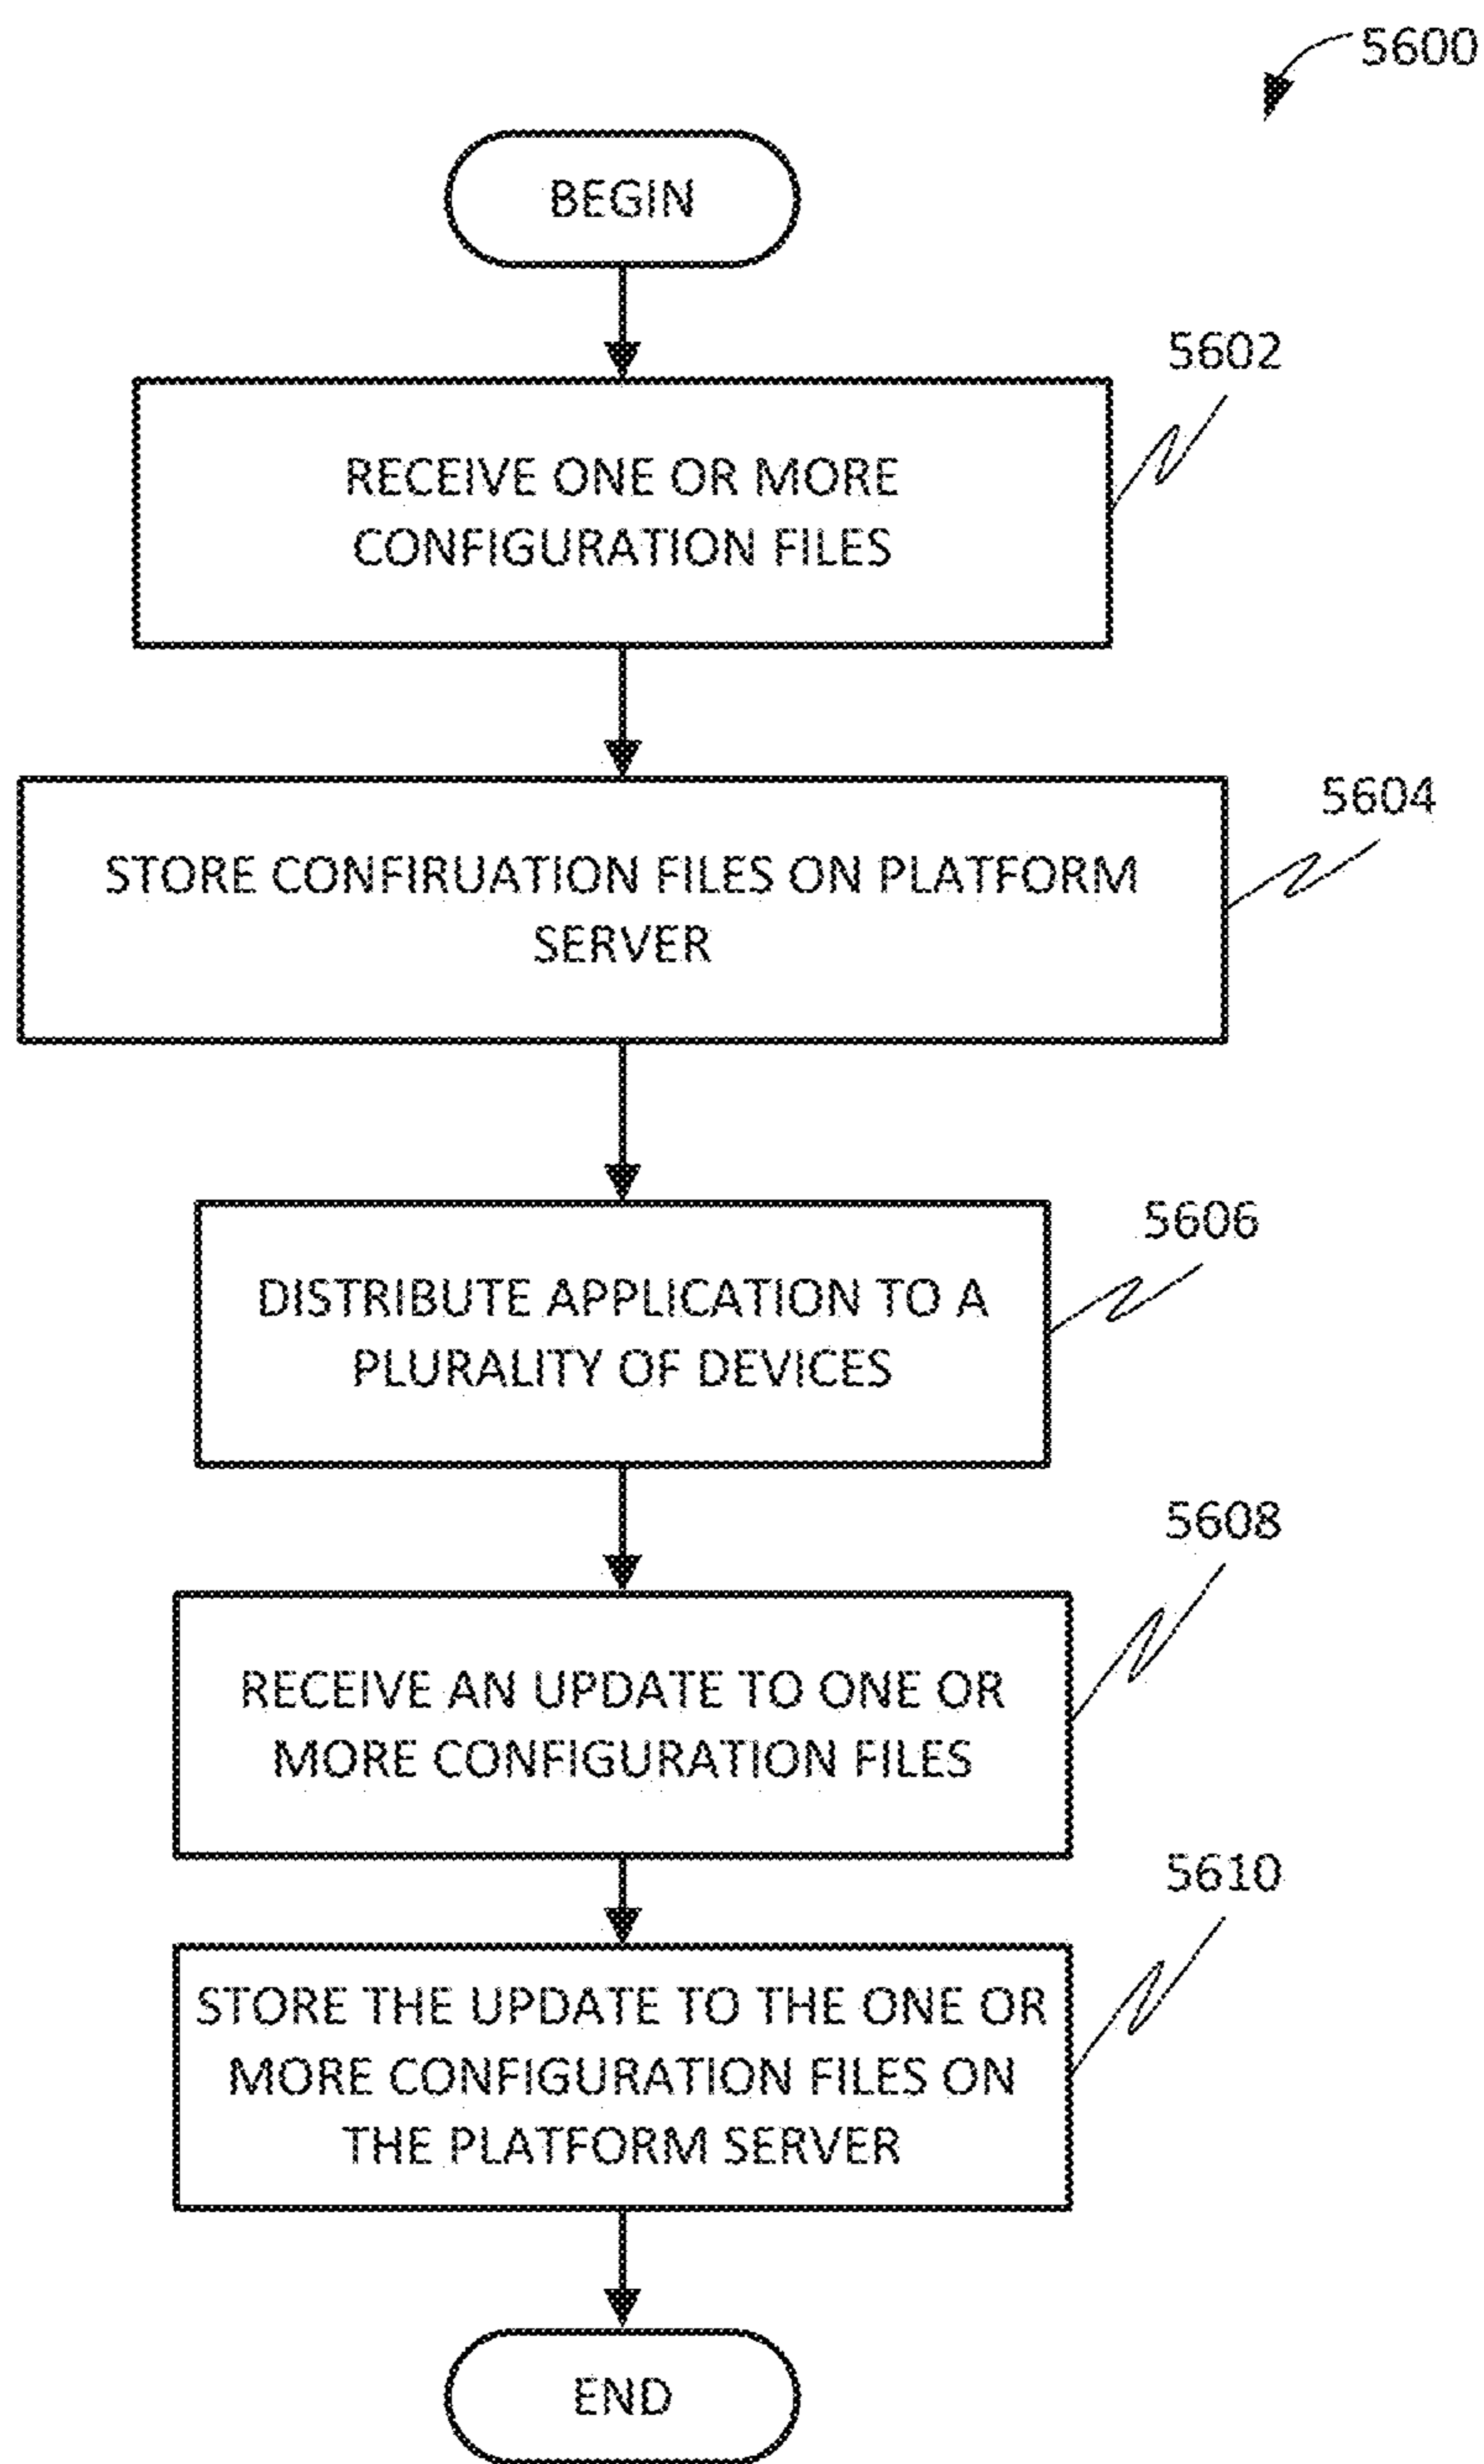 5600
BEGIN
5602
RECEIVE ONE OR MORE
CONFIGURATION FILES
5604
STORE CONFIRUATION FILES ON PLATFORM
SERVER
5606
DISTRIBUTE APPLICATION TO A
PLURALITY OF DEVICES
5608
RECEIVE AN UPDATE TO ONE OR
MORE CONFIGURATION FILES
5610
STORE THE UPDATE TO THE ONE OR
MORE CONFIGURATION FILES ON
THE PLATFORM SERVER
END